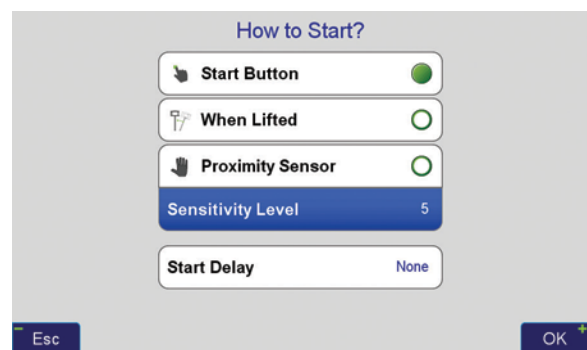 How to Start?
Start Button
When Lifted
Proximity Sensor
Sensitivity Level 5
Start Delay None
- Esc
OK +